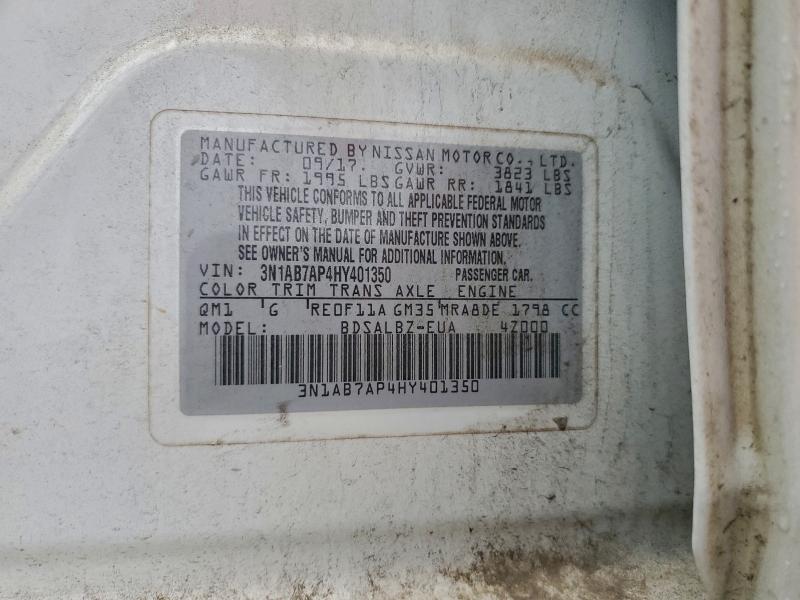 MANUFACTURED BY NISSAN MOTOR CO., LTD.
DATE: 09/17. GVWR: 3823 LBS
GAWR FR: 1995 LBS GAWR RR: 1841 LBS
THIS VEHICLE CONFORMS TO ALL APPLICABLE FEDERAL MOTOR
VEHICLE SAFETY, BUMPER AND THEFT PREVENTION STANDARDS
IN EFFECT ON THE DATE OF MANUFACTURE SHOWN ABOVE.
SEE OWNER'S MANUAL FOR ADDITIONAL INFORMATION.
VIN: 3N1AB7AP4HY401350 PASSENGER CAR.
COLOR TRIM TRANS AXLE ENGINE
QM1 G RE0F11A GM35 MRA8DE 1798 CC
MODEL: BDSALBZ-EUA 4Z000
3N1AB7AP4HY401350